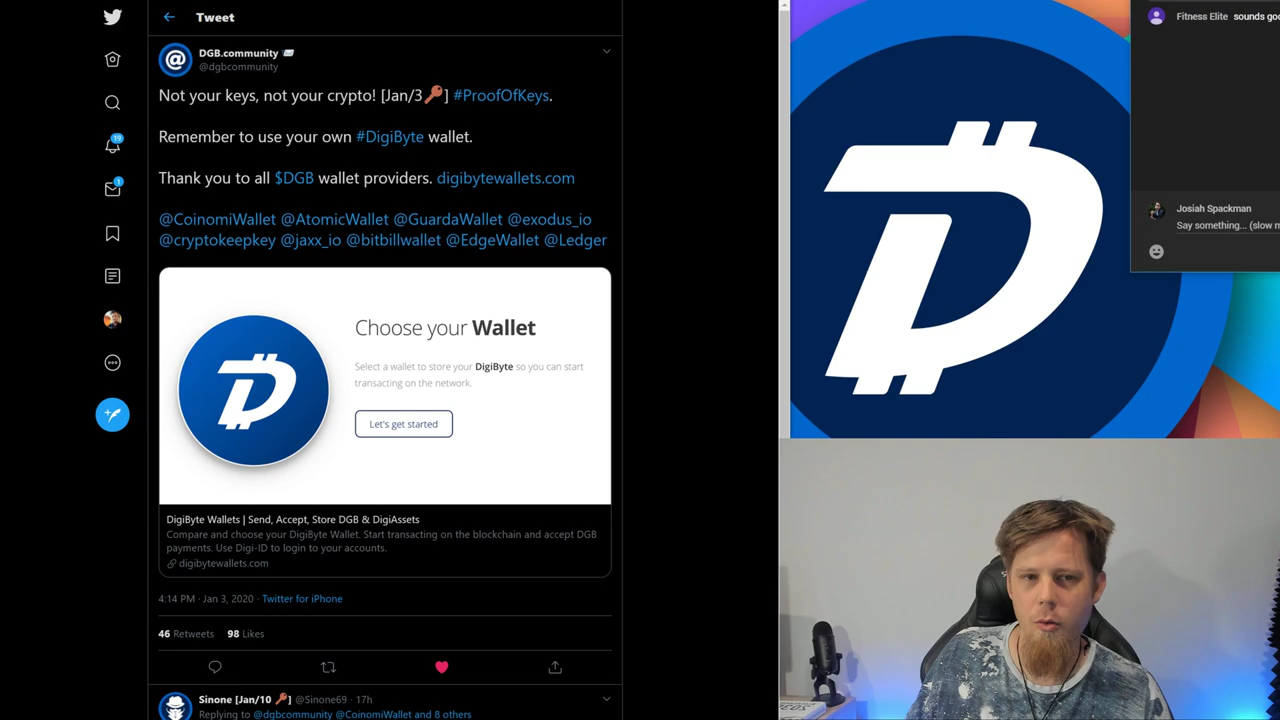 Tweet
DGB.community
@dgbcommunity
Not your keys, not your crypto! [Jan/3🔑] #ProofOfKeys.
Remember to use your own #DigiByte wallet.
Thank you to all $DGB wallet providers. digibytewallets.com
@CoinomiWallet @AtomicWallet @GuardaWallet @exodus_io
@cryptokeepkey @jaxx_io @bitbillwallet @EdgeWallet @Ledger
Choose your Wallet
Select a wallet to store your DigiByte so you can start
transacting on the network.
Let's get started
DigiByte Wallets | Send, Accept, Store DGB & DigiAssets
Compare and choose your DigiByte Wallet. Start transacting on the blockchain and accept DGB
payments. Use Digi-ID to login to your accounts.
digibytewallets.com
4:14 PM · Jan 3, 2020 · Twitter for iPhone
46 Retweets 98 Likes
Sinone [Jan/10 🔑] @Sinone69 · 17h
Replying to @dgbcommunity @CoinomiWallet and 8 others
19
1
Fitness Elite sounds goo
Josiah Spackman
Say something... (slow m